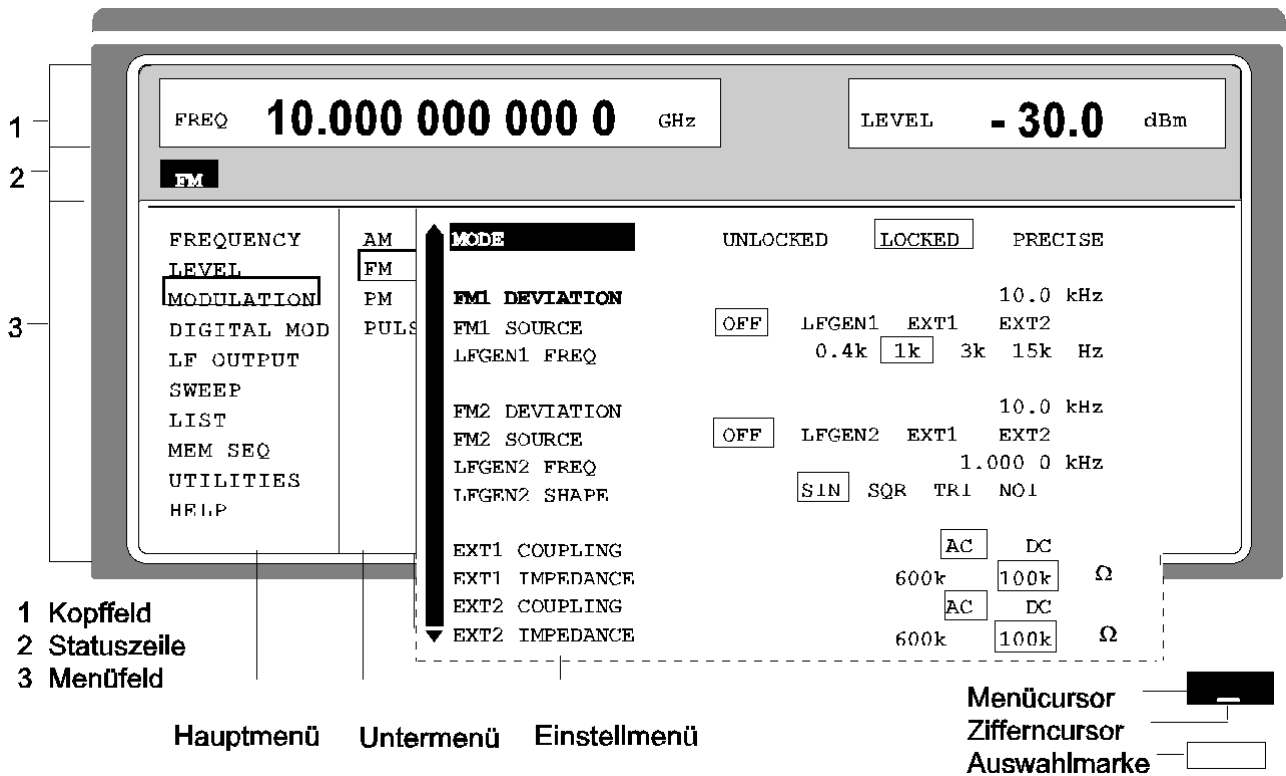 FREQ 10.000 000 000 0 GHz LEVEL - 30.0 dBm
1
2
FM
FREQUENCY AM MODE UNLOCKED LOCKED PRECISE
LEVEL FM
MODULATION PM FM1 DEVIATION 10.0 kHz
3
DIGITAL MOD PULS FM1 SOURCE OFF LFGEN1 EXT1 EXT2
LF OUTPUT LFGEN1 FREQ 0.4k 1k 3k 15k Hz
SWEEP
LIST FM2 DEVIATION 10.0 kHz
MEM SEQ FM2 SOURCE OFF LFGEN2 EXT1 EXT2
UTILITIES LFGEN2 FREQ 1.000 0 kHz
HELP LFGEN2 SHAPE SIN SQR TRI NOI
EXT1 COUPLING AC DC
EXT1 IMPEDANCE 600k 100k Ω
EXT2 COUPLING AC DC
EXT2 IMPEDANCE 600k 100k Ω
1 Kopffeld
2 Statuszeile
3 Menüfeld
Hauptmenü Untermenü Einstellmenü
Menücursor
Zifferncursor
Auswahlmarke